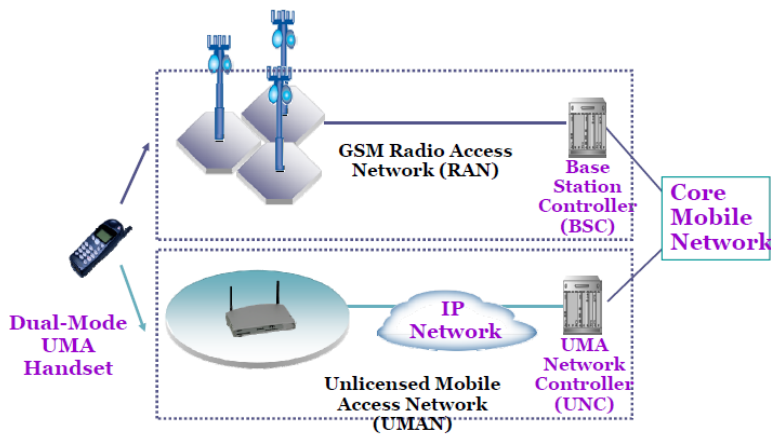 GSM Radio Access
Network (RAN)
Base
Station
Controller
(BSC)
Core
Mobile
Network
Dual-Mode
UMA
Handset
IP
Network
UMA
Network
Controller
(UNC)
Unlicensed Mobile
Access Network
(UMAN)